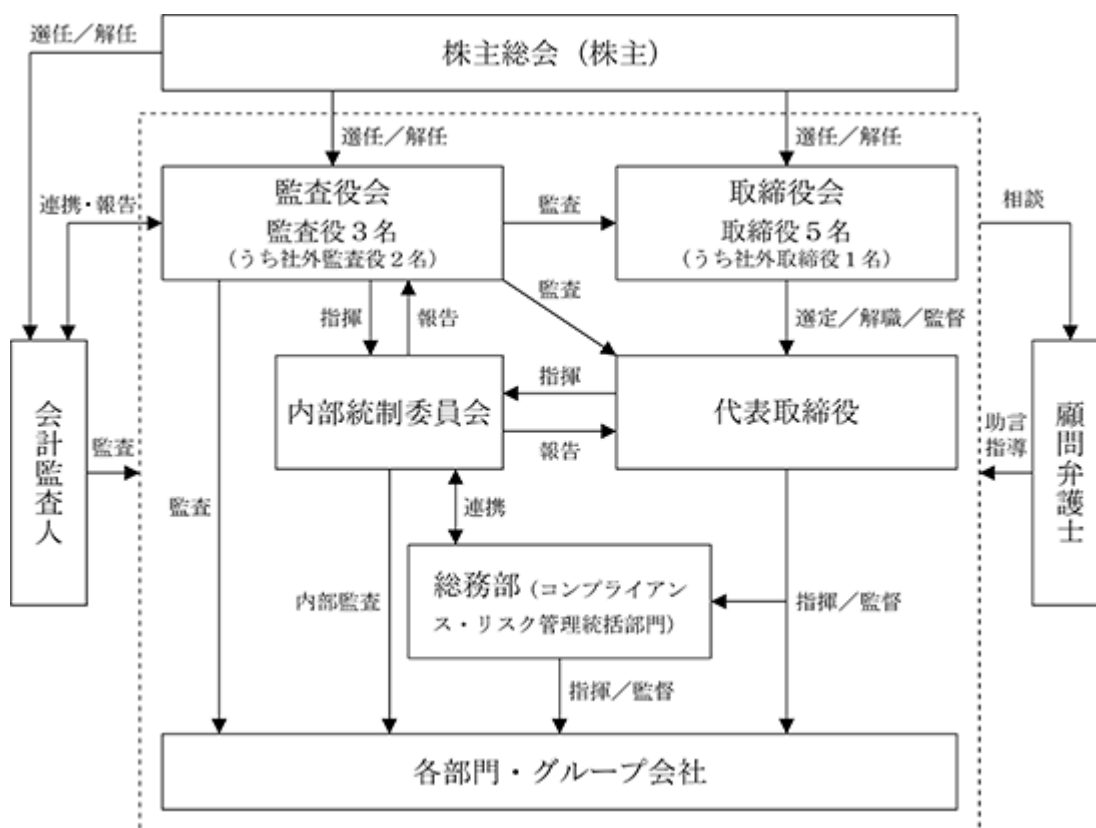 選任／解任
株主総会（株主）
選任／解任
選任／解任
監査役会
監査役３名
（うち社外監査役２名）
監査
取締役会
取締役５名
（うち社外取締役１名）
連携・報告
相談
監査
指揮
報告
選定／解職／監督
会計監査人
監査
内部統制委員会
指揮
報告
代表取締役
助言
指導
顧問弁護士
監査
連携
内部監査
総務部（コンプライアン
ス・リスク管理統括部門）
指揮／監督
指揮／監督
各部門・グループ会社